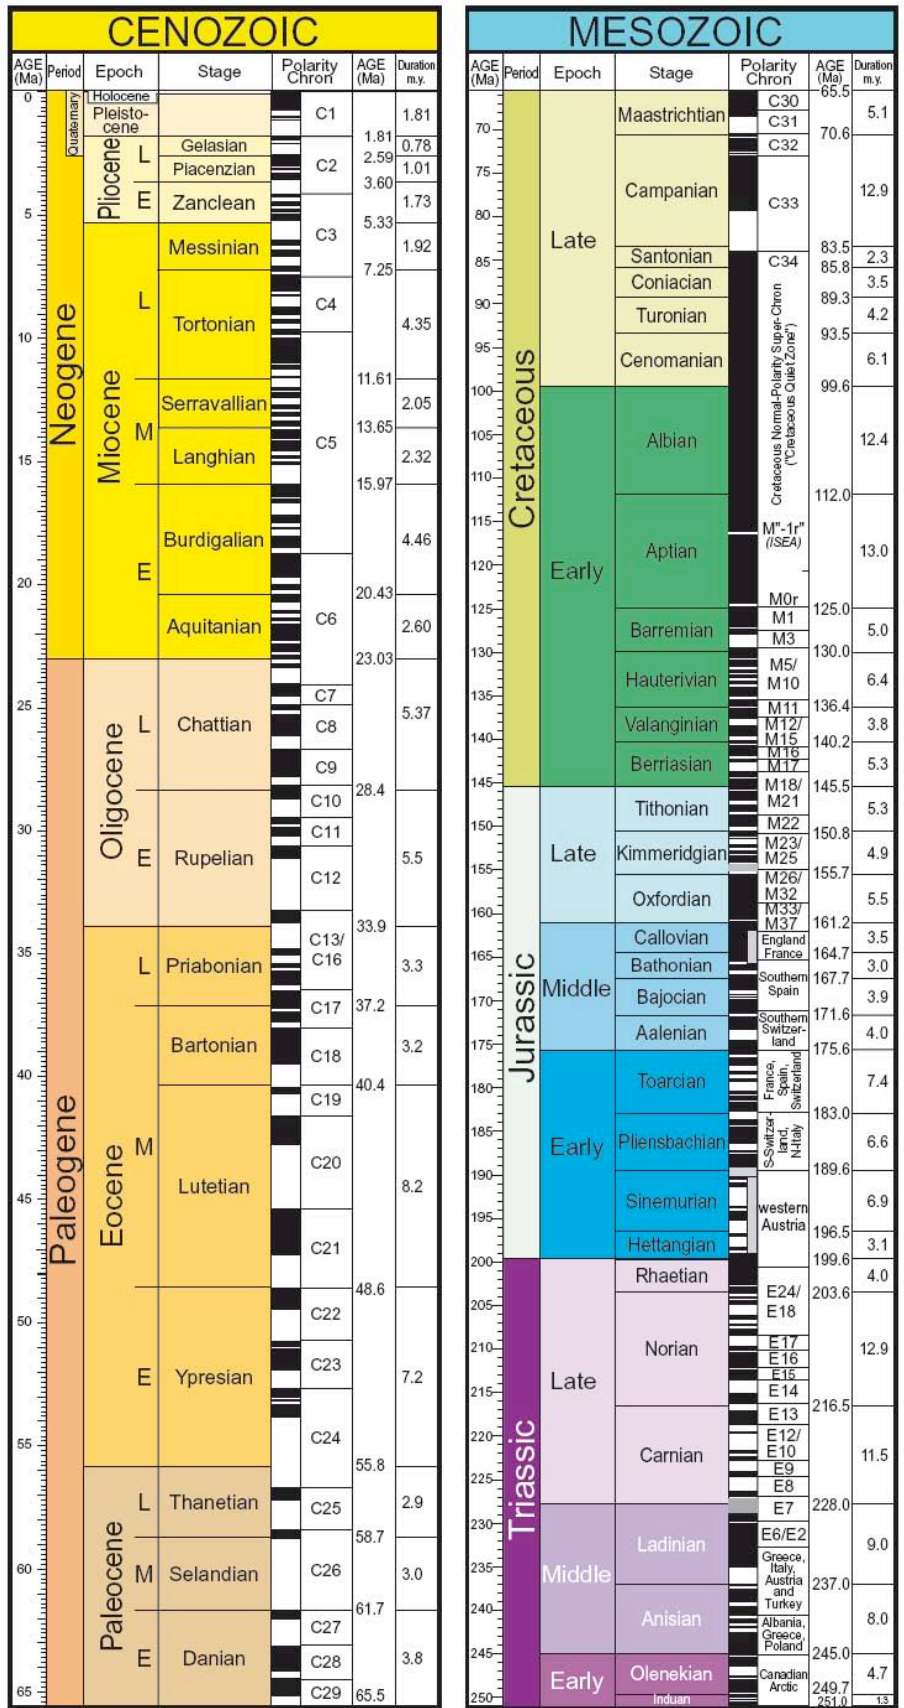 CENOZOIC
AGE (Ma) Period Epoch Stage Polarity Chron AGE (Ma) Duration m.y.
0
5
10
15
20
25
30
35
40
45
50
55
60
65
Quaternary
Neogene
Paleogene
Holocene
Pleisto-
cene
Pliocene
L
E
Miocene
L
M
E
Oligocene
L
E
Eocene
L
M
E
Paleocene
L
M
E
Gelasian
Piacenzian
Zanclean
Messinian
Tortonian
Serravallian
Langhian
Burdigalian
Aquitanian
Chattian
Rupelian
Priabonian
Bartonian
Lutetian
Ypresian
Thanetian
Selandian
Danian
C1
C2
C3
C4
C5
C6
C7
C8
C9
C10
C11
C12
C13/
C16
C17
C18
C19
C20
C21
C22
C23
C24
C25
C26
C27
C28
C29
1.81
2.59
3.60
5.33
7.25
11.61
13.65
15.97
20.43
23.03
28.4
33.9
37.2
40.4
48.6
55.8
58.7
61.7
65.5
1.81
0.78
1.01
1.73
1.92
4.35
2.05
2.32
4.46
2.60
5.37
5.5
3.3
3.2
8.2
7.2
2.9
3.0
3.8
MESOZOIC
AGE (Ma) Period Epoch Stage Polarity Chron AGE (Ma) Duration m.y.
70
75
80
85
90
95
100
105
110
115
120
125
130
135
140
145
150
155
160
165
170
175
180
185
190
195
200
205
210
215
220
225
230
235
240
245
250
Cretaceous
Jurassic
Triassic
Late
Early
Late
Middle
Early
Late
Middle
Early
Maastrichtian
Campanian
Santonian
Coniacian
Turonian
Cenomanian
Albian
Aptian
Barremian
Hauterivian
Valanginian
Berriasian
Tithonian
Kimmeridgian
Oxfordian
Callovian
Bathonian
Bajocian
Aalenian
Toarcian
Pliensbachian
Sinemurian
Hettangian
Rhaetian
Norian
Carnian
Ladinian
Anisian
Olenekian
Induan
C30
C31
C32
C33
C34
Cretaceous Normal-Polarity Super-Chron
("Cretaceous Quiet Zone")
M"-1r"
(ISEA)
M0r
M1
M3
M5/
M10
M11
M12/
M15
M16
M17
M18/
M21
M22
M23/
M25
M26/
M32
M33/
M37
England
France
Southern
Spain
Southern
Switzer-
land
France,
Spain,
Switzerland
S-Switzer-
land,
N-Italy
western
Austria
E24/
E18
E17
E16
E15
E14
E13
E12/
E10
E9
E8
E7
E6/E2
Greece,
Italy,
Austria
and
Turkey
Albania,
Greece,
Poland
Canadian
Arctic
65.5
70.6
83.5
85.8
89.3
93.5
99.6
112.0
125.0
130.0
136.4
140.2
145.5
150.8
155.7
161.2
164.7
167.7
171.6
175.6
183.0
189.6
196.5
199.6
203.6
216.5
228.0
237.0
245.0
249.7
251.0
5.1
12.9
2.3
3.5
4.2
6.1
12.4
13.0
5.0
6.4
3.8
5.3
5.3
4.9
5.5
3.5
3.0
3.9
4.0
7.4
6.6
6.9
3.1
4.0
12.9
11.5
9.0
8.0
4.7
1.3